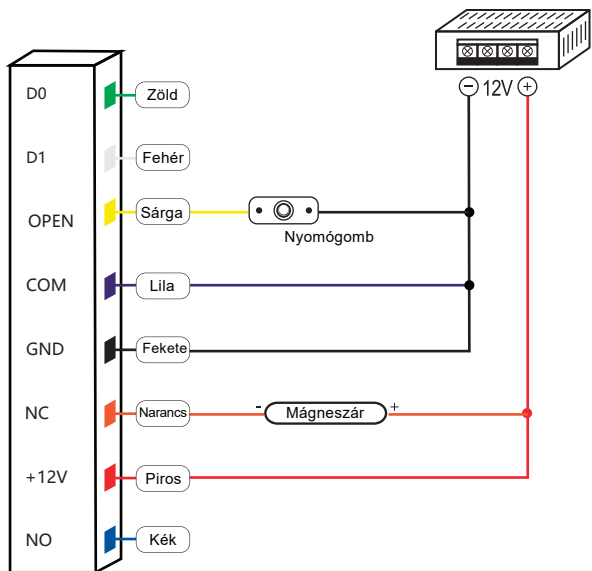 − 12V +
D0 Zöld
D1 Fehér
OPEN Sárga
Nyomógomb
COM Lila
GND Fekete
NC Narancs - Mágneszár +
+12V Piros
NO Kék